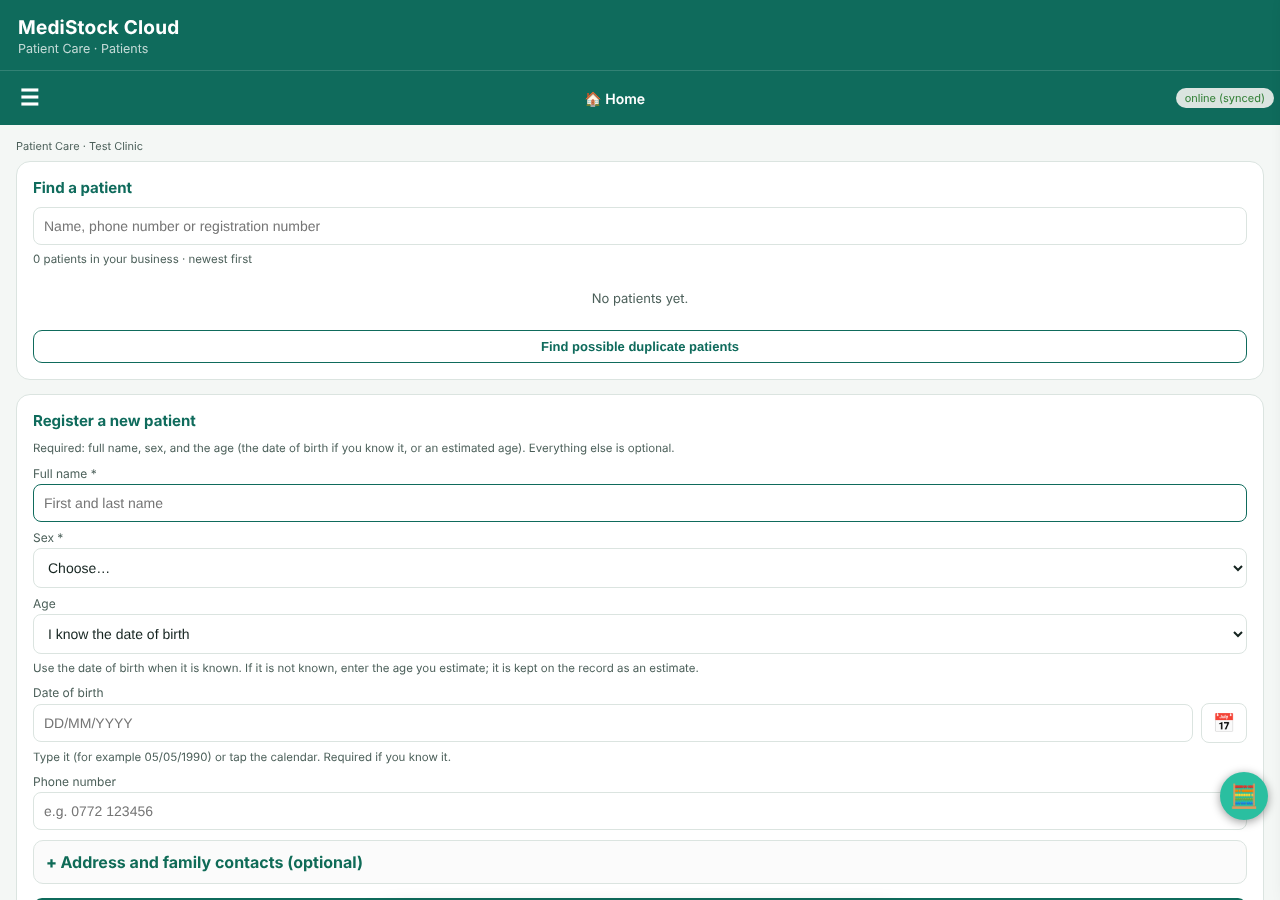 MediStock Cloud
Patient Care · Patients
☰
🏠 Home
online (synced)
Patient Care · Test Clinic
Find a patient
Name, phone number or registration number
0 patients in your business · newest first
No patients yet.
Find possible duplicate patients
Register a new patient
Required: full name, sex, and the age (the date of birth if you know it, or an estimated age). Everything else is optional.
Full name *
First and last name
Sex *
Choose…
Age
I know the date of birth
Use the date of birth when it is known. If it is not known, enter the age you estimate; it is kept on the record as an estimate.
Date of birth
DD/MM/YYYY
Type it (for example 05/05/1990) or tap the calendar. Required if you know it.
Phone number
e.g. 0772 123456
+ Address and family contacts (optional)